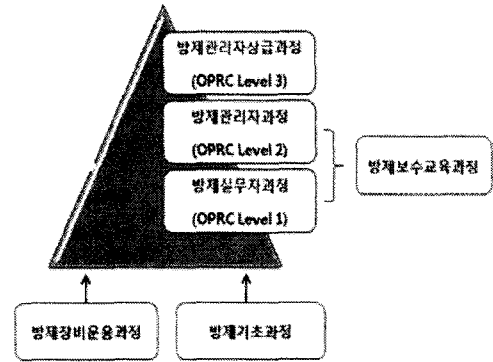 방제관리자상급과정
(OPRC Level 3)
방제관리자과정
(OPRC Level 2)
방제보수교육과정
방제실무자과정
(OPRC Level 1)
방제장비운용과정
방제기초과정